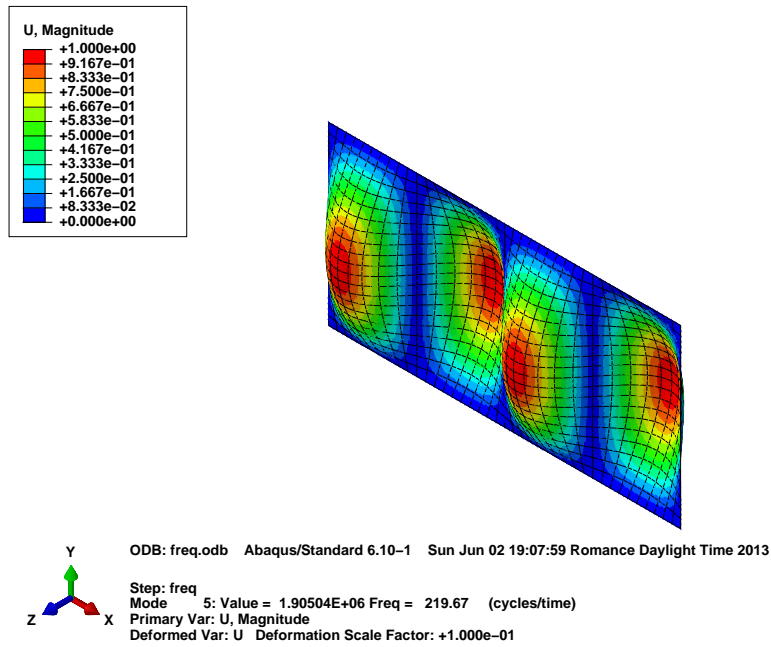 U, Magnitude
+1.000e+00
+9.167e−01
+8.333e−01
+7.500e−01
+6.667e−01
+5.833e−01
+5.000e−01
+4.167e−01
+3.333e−01
+2.500e−01
+1.667e−01
+8.333e−02
+0.000e+00
Y
Z
X
ODB: freq.odb Abaqus/Standard 6.10−1 Sun Jun 02 19:07:59 Romance Daylight Time 2013
Step: freq
Mode 5: Value = 1.90504E+06 Freq = 219.67 (cycles/time)
Primary Var: U, Magnitude
Deformed Var: U Deformation Scale Factor: +1.000e−01